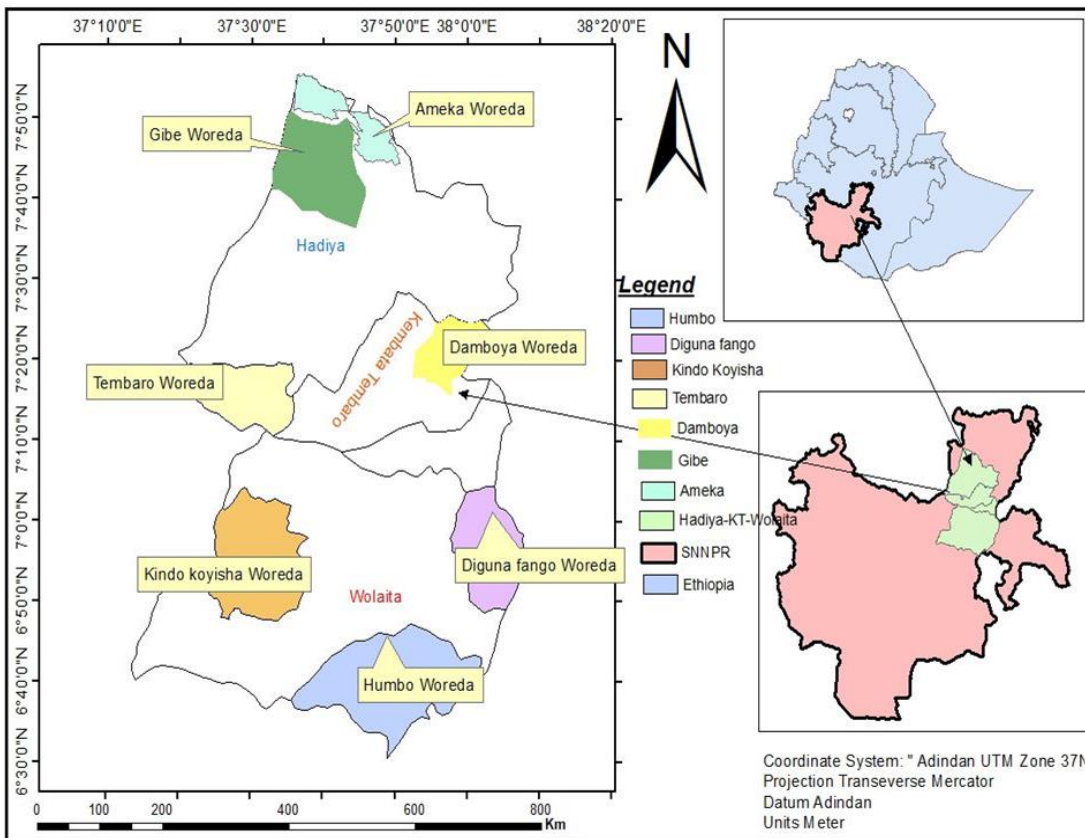 37°10'0"E 37°30'0"E 37°50'0"E 38°0'0"E 38°20'0"E
7°50'0"N
7°40'0"N
7°30'0"N
7°20'0"N
7°10'0"N
7°0'0"N
6°50'0"N
6°40'0"N
6°30'0"N
Ameka Woreda
Gibe Woreda
Hadiya
Kembata Tembaro
Damboya Woreda
Tembaro Woreda
Kindo koyisha Woreda
Diguna fango Woreda
Wolaita
Humbo Woreda
0 100 200 400 600 800
Km
N
Legend
Humbo
Diguna fango
Kindo Koyisha
Tembaro
Damboya
Gibe
Ameka
Hadiya-KT-Wolaita
SNNPR
Ethiopia
Coordinate System: " Adindan UTM Zone 37N
Projection Transeverse Mercator
Datum Adindan
Units Meter